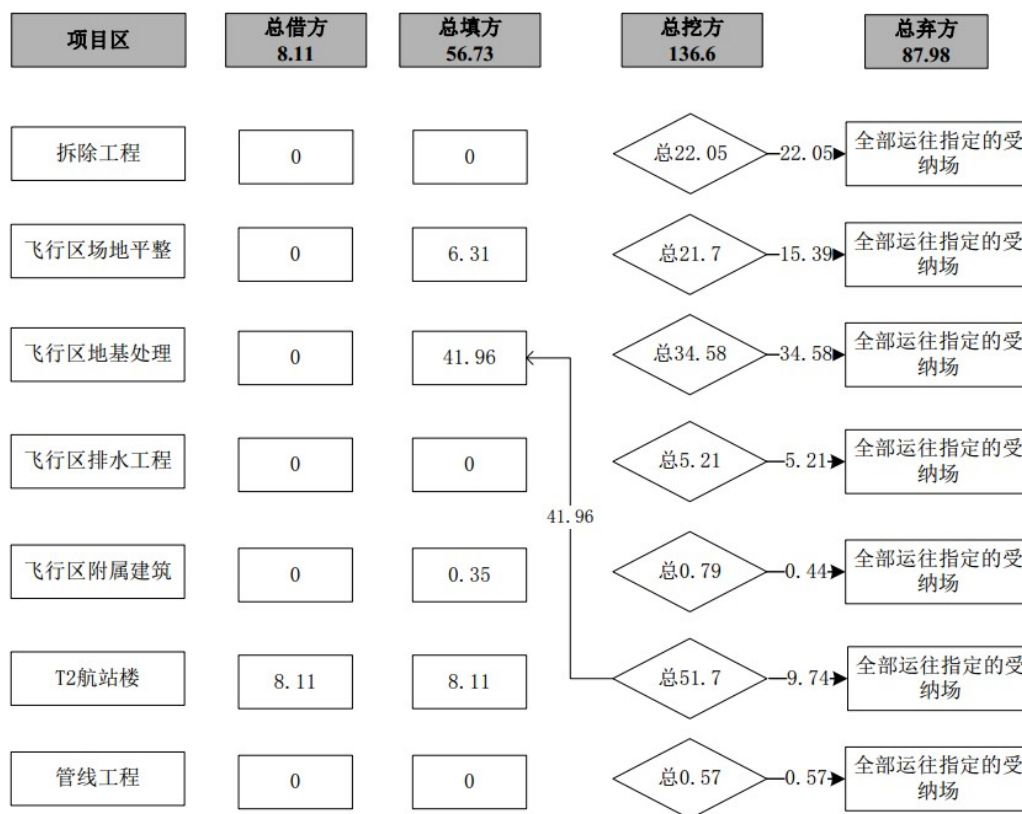 项目区
总借方
8.11
总填方
56.73
总挖方
136.6
总弃方
87.98
拆除工程
0
0
总22.05
22.05
全部运往指定的受
纳场
飞行区场地平整
0
6.31
总21.7
15.39
全部运往指定的受
纳场
飞行区地基处理
0
41.96
总34.58
34.58
全部运往指定的受
纳场
飞行区排水工程
0
0
总5.21
5.21
全部运往指定的受
纳场
41.96
飞行区附属建筑
0
0.35
总0.79
0.44
全部运往指定的受
纳场
T2航站楼
8.11
8.11
总51.7
9.74
全部运往指定的受
纳场
管线工程
0
0
总0.57
0.57
全部运往指定的受
纳场